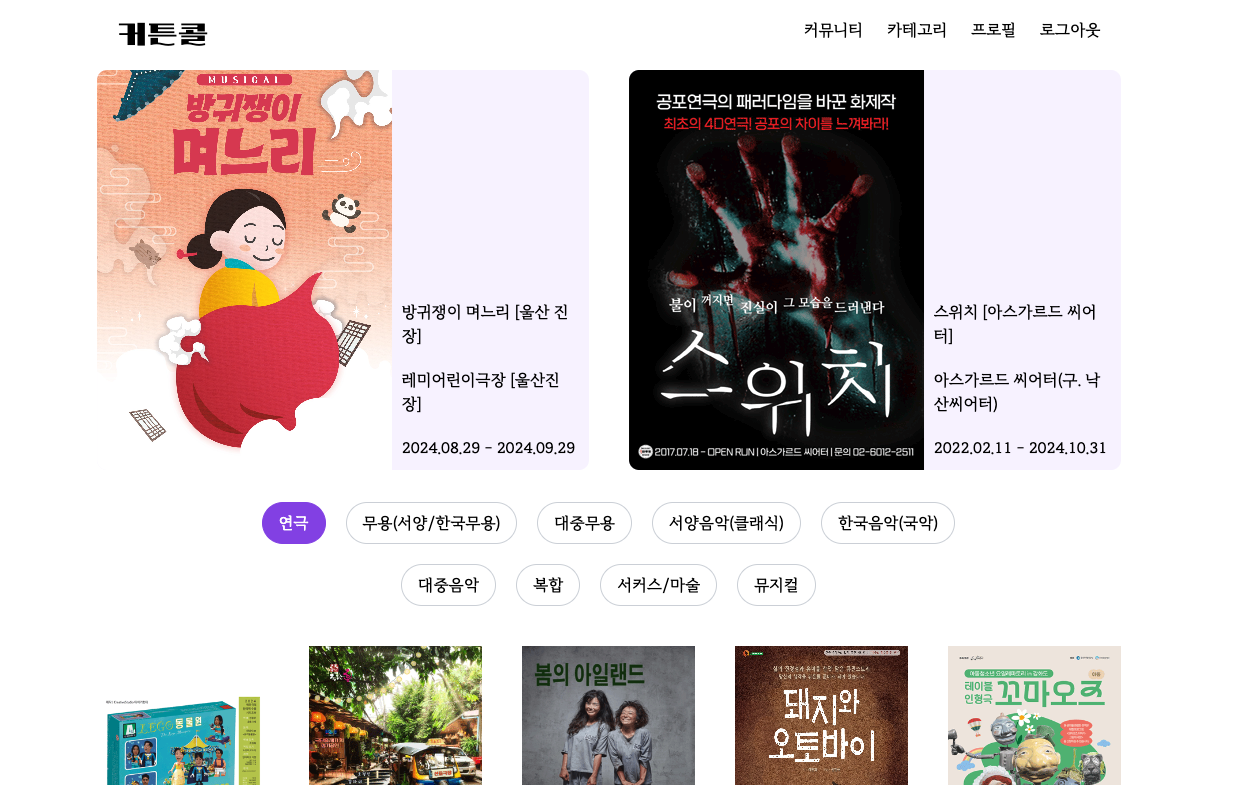 커튼콜
커뮤니티
카테고리
프로필
로그아웃
MUSICAL
방귀쟁이
며느리
방귀쟁이 며느리 [울산 진
장]
레미어린이극장 [울산진
장]
2024.08.29 - 2024.09.29
공포연극의 패러다임을 바꾼 화제작
최초의 4D연극! 공포의 차이를 느껴봐라!
불이 꺼지면 진실이 그 모습을 드러낸다
스위치
2017.07.18 - OPEN RUN | 아스가르드 씨어터 | 문의 02-6012-2511
스위치 [아스가르드 씨어
터]
아스가르드 씨어터(구. 낙
산씨어터)
2022.02.11 - 2024.10.31
연극
무용(서양/한국무용)
대중무용
서양음악(클래식)
한국음악(국악)
대중음악
복합
서커스/마술
뮤지컬
동물원
봄의 아일랜드
돼지와
오토바이
테이블
인형극
꼬마오즈